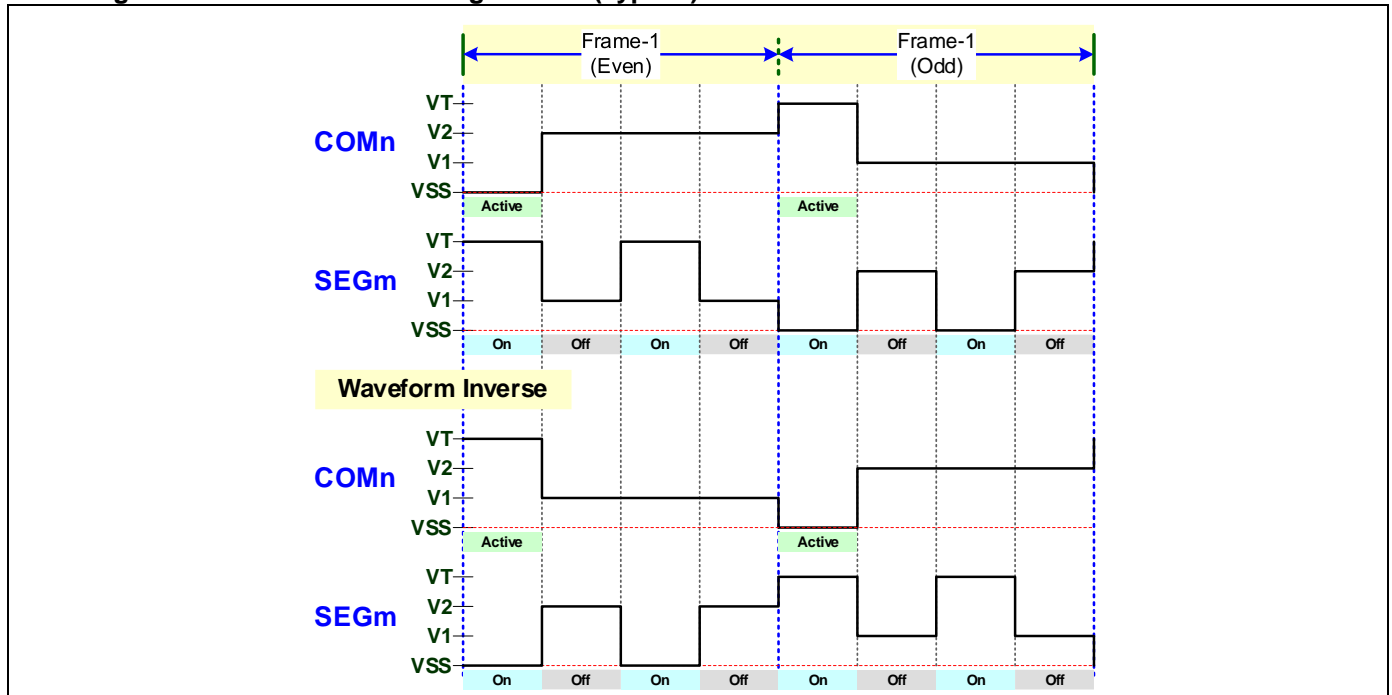 Frame-1
(Even)
Frame-1
(Odd)
COMn
VT
V2
V1
VSS
Active
Active
SEGm
VT
V2
V1
VSS
On Off On Off On Off On Off
Waveform Inverse
COMn
VT
V2
V1
VSS
Active
Active
SEGm
VT
V2
V1
VSS
On Off On Off On Off On Off